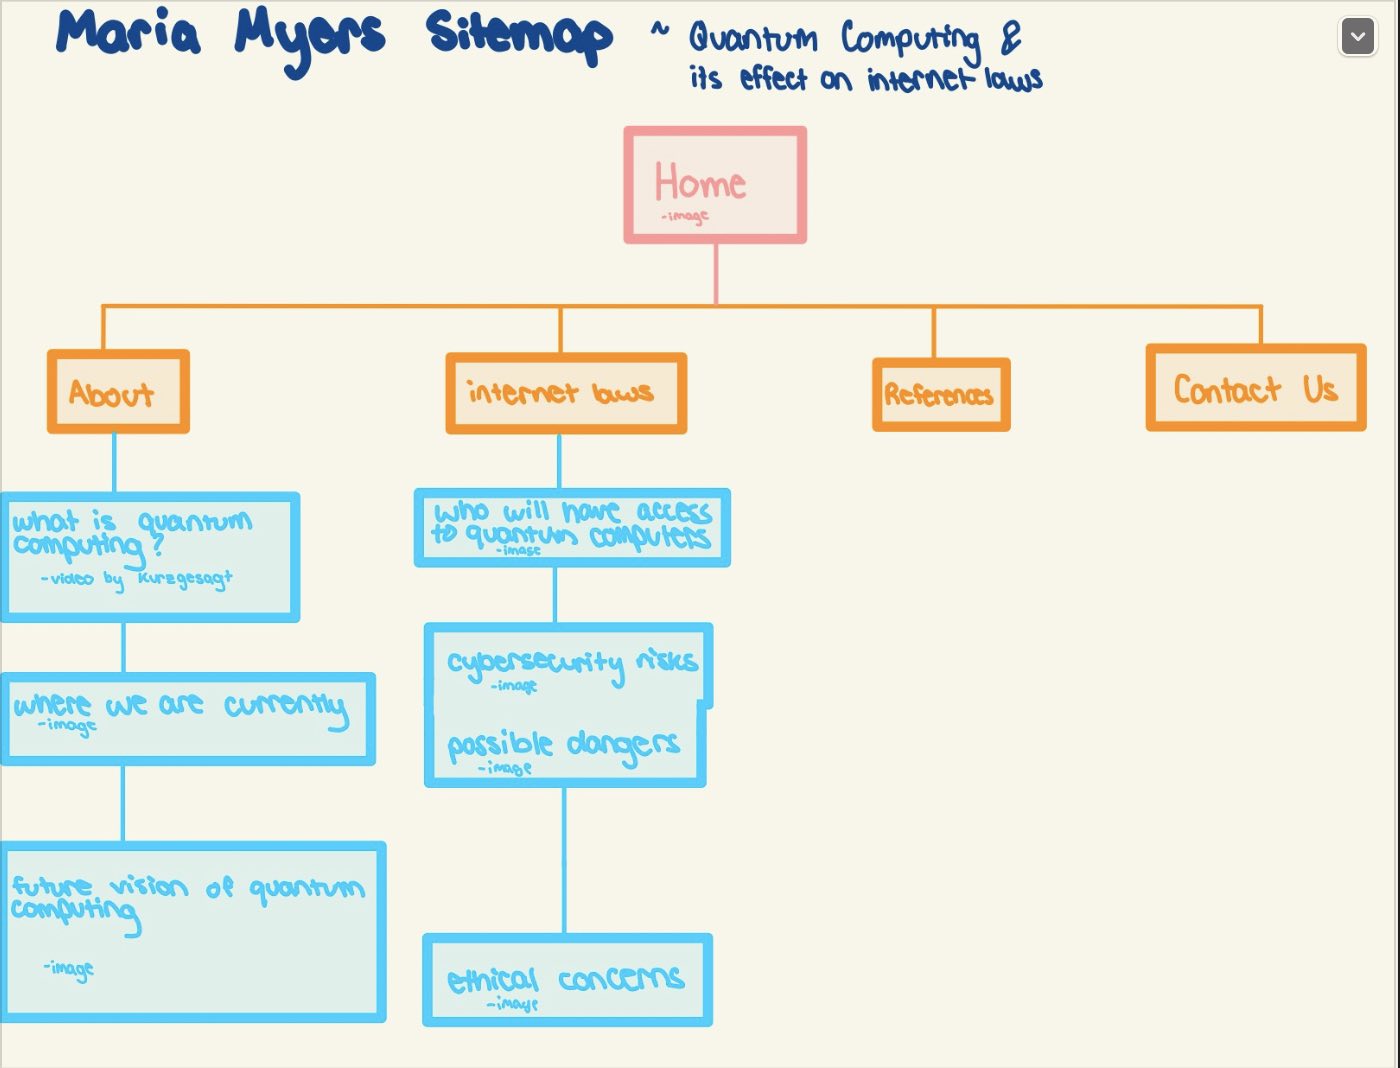 Maria Myers Sitemap ~ Quantum Computing &
its effect on internet laws
Home
-image
About
internet laws
References
Contact Us
what is quantum
computing?
-video by Kurzgesagt
who will have access
to quantum computers
-image
where we are currently
-image
cybersecurity risks
-image
possible dangers
-image
future vision of quantum
computing
-image
ethical concerns
-image